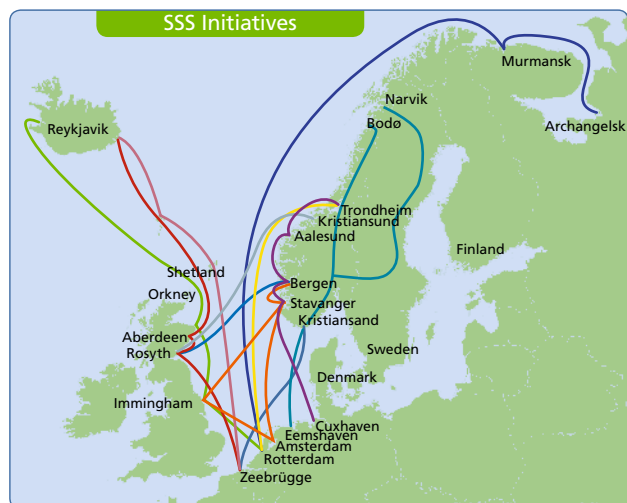 SSS Initiatives
Murmansk
Narvik
Reykjavik
Bodø
Archangelsk
Trondheim
Kristiansund
Aalesund
Finland
Shetland
Bergen
Orkney
Stavanger
Kristiansand
Aberdeen
Rosyth
Sweden
Denmark
Immingham
Cuxhaven
Eemshaven
Amsterdam
Rotterdam
Zeebrügge